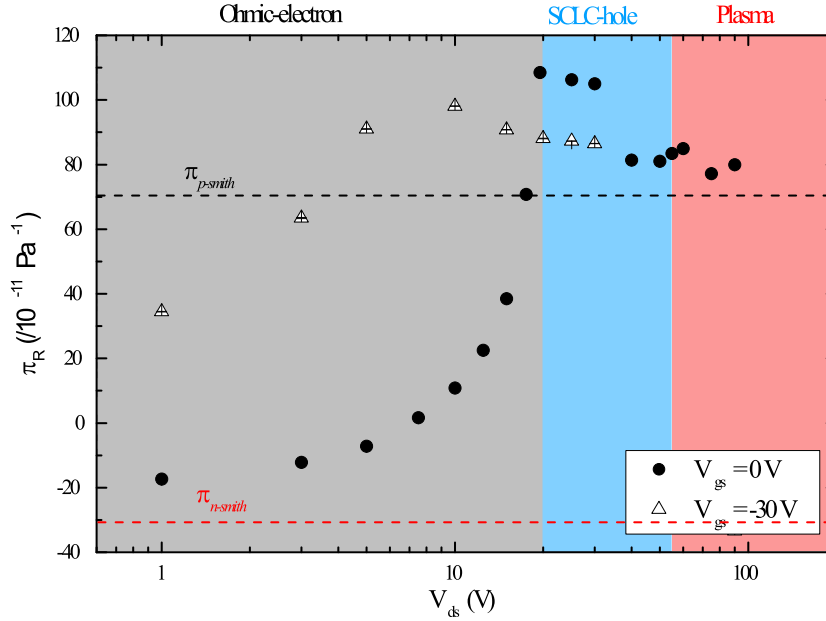 Ohmic-electron SCLC-hole Plasma
120
100
80
60
40
20
0
-20
-40
π_R (/10⁻¹¹ Pa⁻¹)
π_p-smith
π_n-smith
V_gs = 0 V
V_gs = -30 V
1 10 100
V_ds (V)